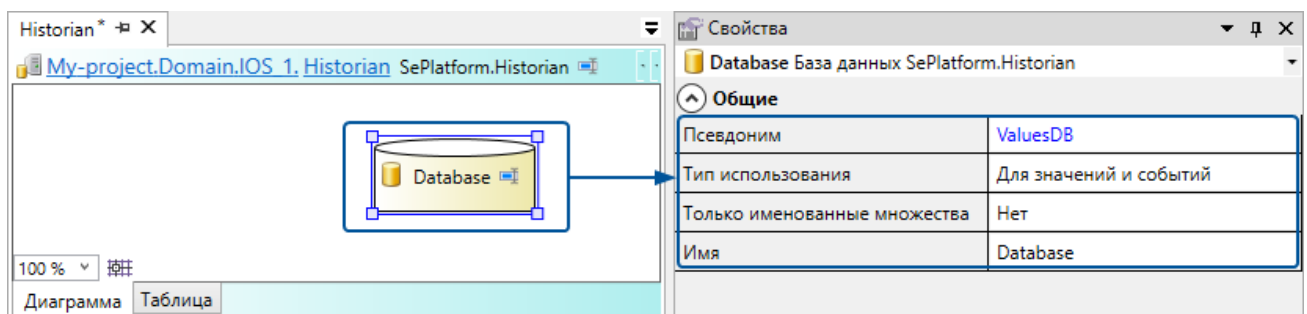 Historian*
My-project.Domain.IOS_1. Historian SePlatform.Historian
Database
100 %
Диаграмма Таблица
Свойства
Database База данных SePlatform.Historian
Общие
Псевдоним ValuesDB
Тип использования Для значений и событий
Только именованные множества Нет
Имя Database